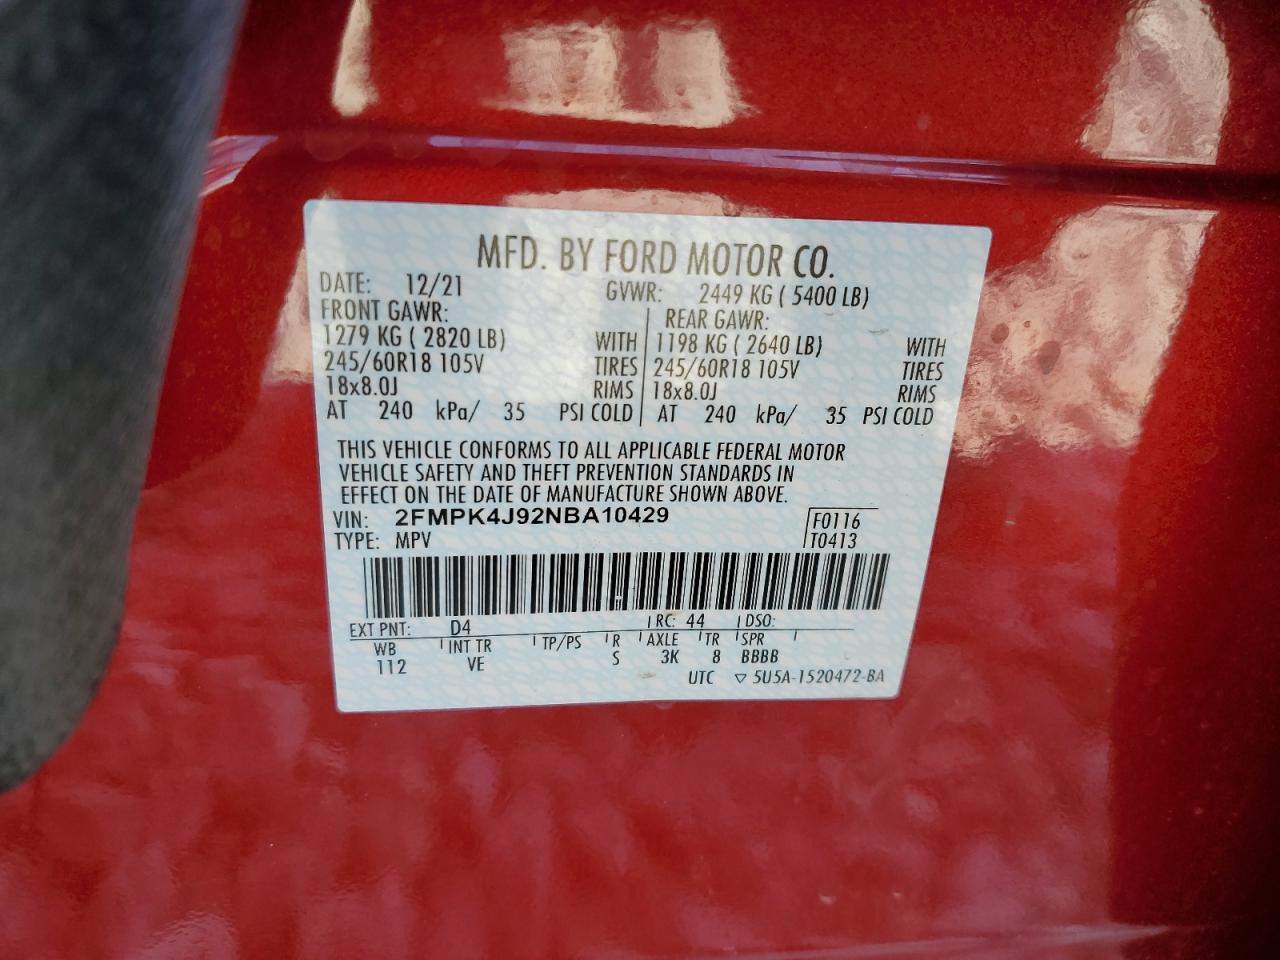 MFD. BY FORD MOTOR CO.
DATE: 12/21 GVWR: 2449 KG ( 5400 LB)
FRONT GAWR: REAR GAWR:
1279 KG ( 2820 LB) WITH 1198 KG ( 2640 LB) WITH
245/60R18 105V TIRES 245/60R18 105V TIRES
18x8.0J RIMS 18x8.0J RIMS
AT 240 kPa/ 35 PSI COLD AT 240 kPa/ 35 PSI COLD
THIS VEHICLE CONFORMS TO ALL APPLICABLE FEDERAL MOTOR
VEHICLE SAFETY AND THEFT PREVENTION STANDARDS IN
EFFECT ON THE DATE OF MANUFACTURE SHOWN ABOVE.
VIN: 2FMPK4J92NBA10429 F0116
TYPE: MPV T0413
EXT PNT: D4 RC: 44 DSO:
WB INT TR TP/PS R AXLE TR SPR
112 VE S 3K 8 BBBB
UTC ▽ 5U5A-1520472-BA